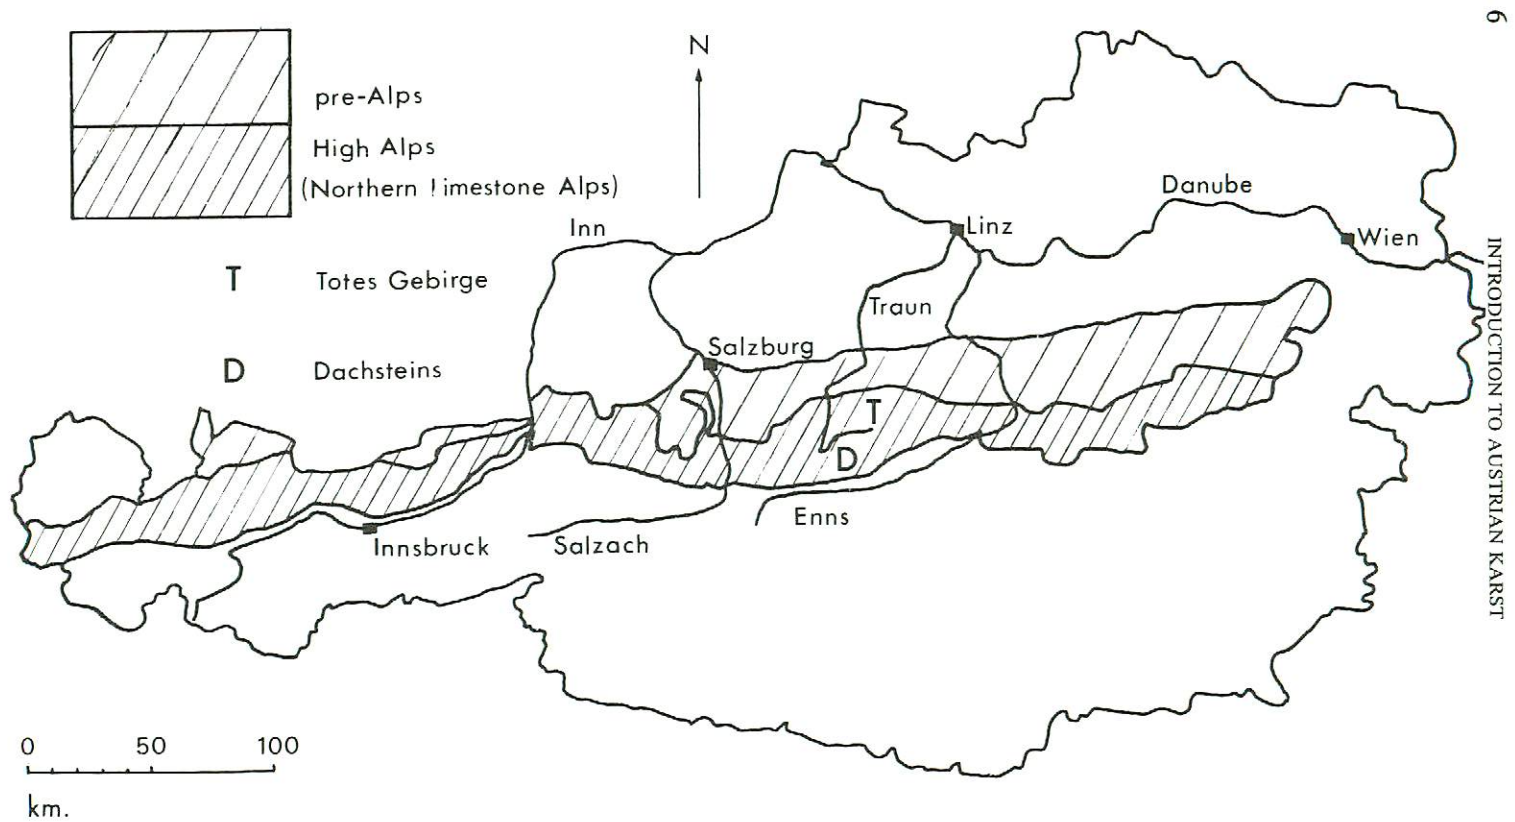 6
INTRODUCTION TO AUSTRIAN KARST
pre-Alps
High Alps
(Northern limestone Alps)
T Totes Gebirge
D Dachsteins
N
Inn
Danube
Linz
Wien
Traun
Salzburg
T
D
Enns
Innsbruck
Salzach
0 50 100
km.